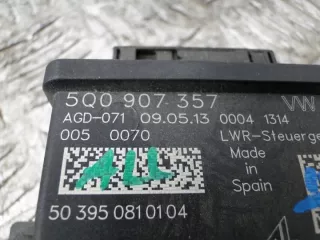 5Q0 907 357 VW
AGD-071 09.05.13 0004 1314
005 0070 LWR-Steuerge
Made in Spain
ALL
50 395 0810104